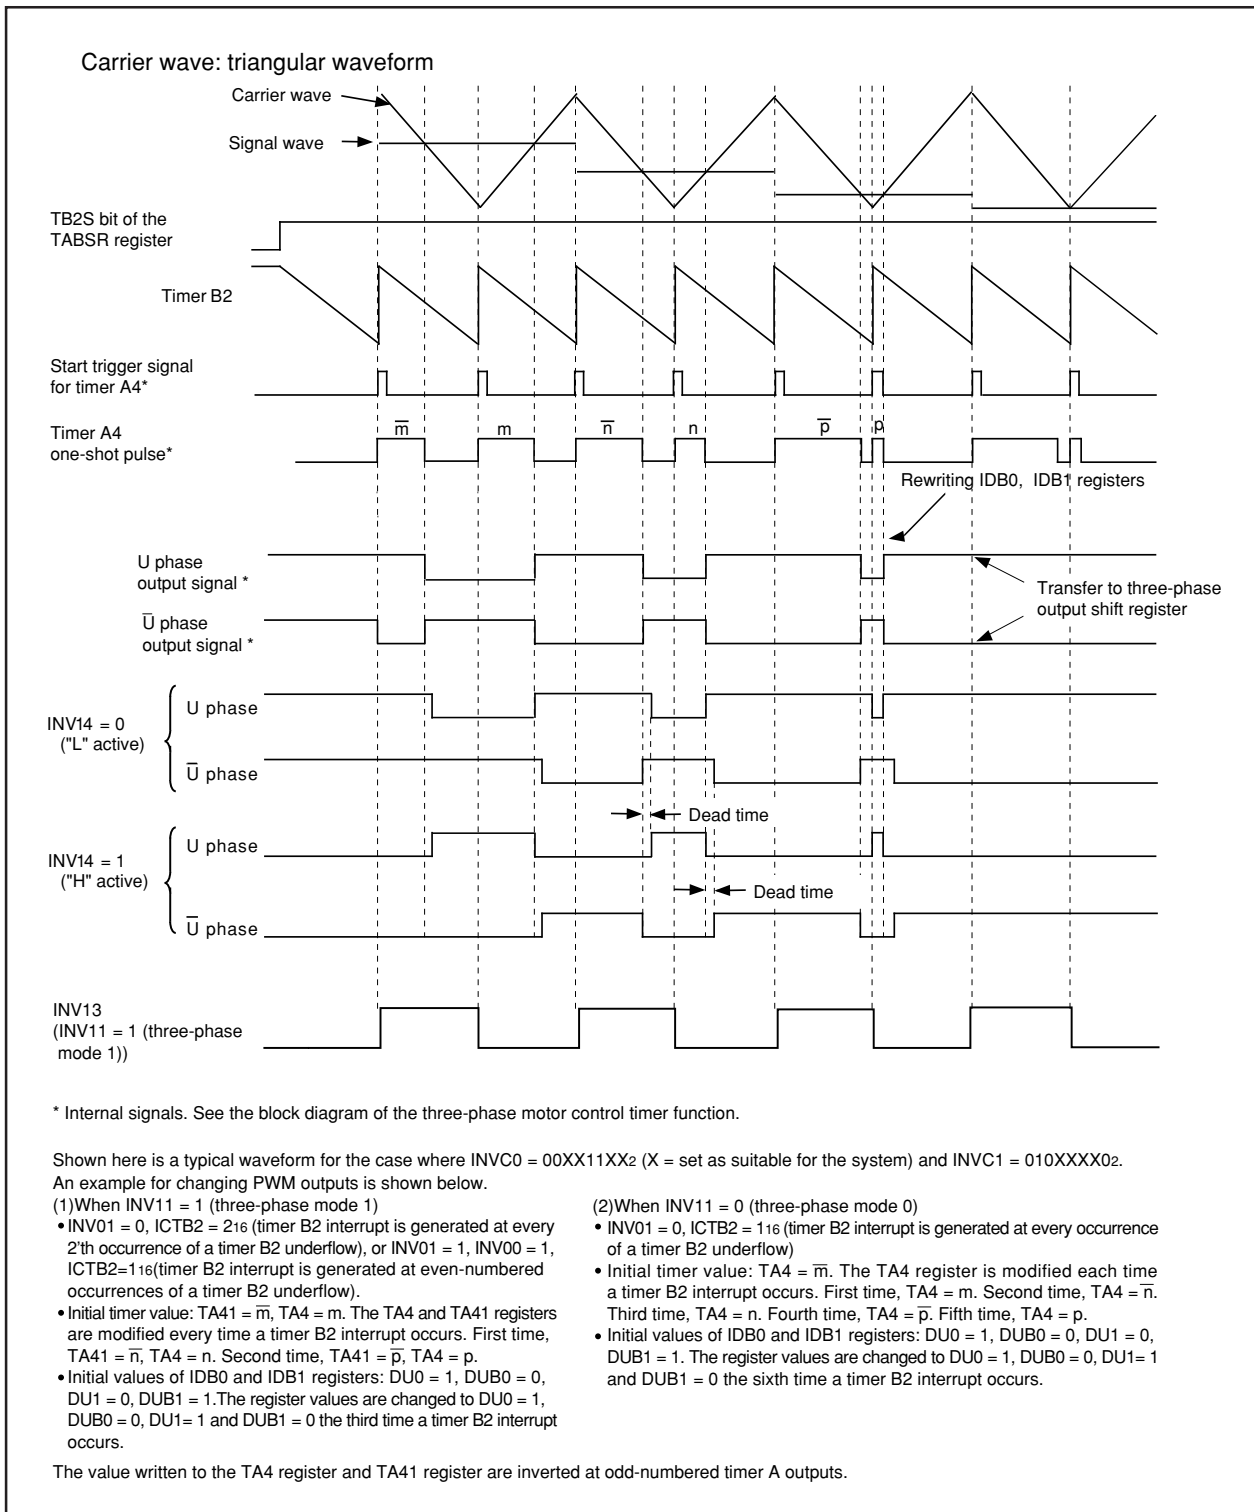 Carrier wave: triangular waveform
Carrier wave
Signal wave
TB2S bit of the
TABSR register
Timer B2
Start trigger signal
for timer A4*
Timer A4
one-shot pulse*
m̅
m
n̅
n
p̅
p
Rewriting IDB0, IDB1 registers
U phase
output signal *
Transfer to three-phase
output shift register
U̅ phase
output signal *
INV14 = 0
("L" active)
U phase
U̅ phase
Dead time
INV14 = 1
("H" active)
U phase
Dead time
U̅ phase
INV13
(INV11 = 1 (three-phase
mode 1))
* Internal signals. See the block diagram of the three-phase motor control timer function.
Shown here is a typical waveform for the case where INVC0 = 00XX11XX₂ (X = set as suitable for the system) and INVC1 = 010XXXX0₂.
An example for changing PWM outputs is shown below.
(1)When INV11 = 1 (three-phase mode 1)
• INV01 = 0, ICTB2 = 2₁₆ (timer B2 interrupt is generated at every
2'th occurrence of a timer B2 underflow), or INV01 = 1, INV00 = 1,
ICTB2=1₁₆(timer B2 interrupt is generated at even-numbered
occurrences of a timer B2 underflow).
• Initial timer value: TA41 = m̅, TA4 = m. The TA4 and TA41 registers
are modified every time a timer B2 interrupt occurs. First time,
TA41 = n̅, TA4 = n. Second time, TA41 = p̅, TA4 = p.
• Initial values of IDB0 and IDB1 registers: DU0 = 1, DUB0 = 0,
DU1 = 0, DUB1 = 1.The register values are changed to DU0 = 1,
DUB0 = 0, DU1= 1 and DUB1 = 0 the third time a timer B2 interrupt
occurs.
(2)When INV11 = 0 (three-phase mode 0)
• INV01 = 0, ICTB2 = 1₁₆ (timer B2 interrupt is generated at every occurrence
of a timer B2 underflow)
• Initial timer value: TA4 = m̅. The TA4 register is modified each time
a timer B2 interrupt occurs. First time, TA4 = m. Second time, TA4 = n̅.
Third time, TA4 = n. Fourth time, TA4 = p̅. Fifth time, TA4 = p.
• Initial values of IDB0 and IDB1 registers: DU0 = 1, DUB0 = 0, DU1 = 0,
DUB1 = 1. The register values are changed to DU0 = 1, DUB0 = 0, DU1= 1
and DUB1 = 0 the sixth time a timer B2 interrupt occurs.
The value written to the TA4 register and TA41 register are inverted at odd-numbered timer A outputs.